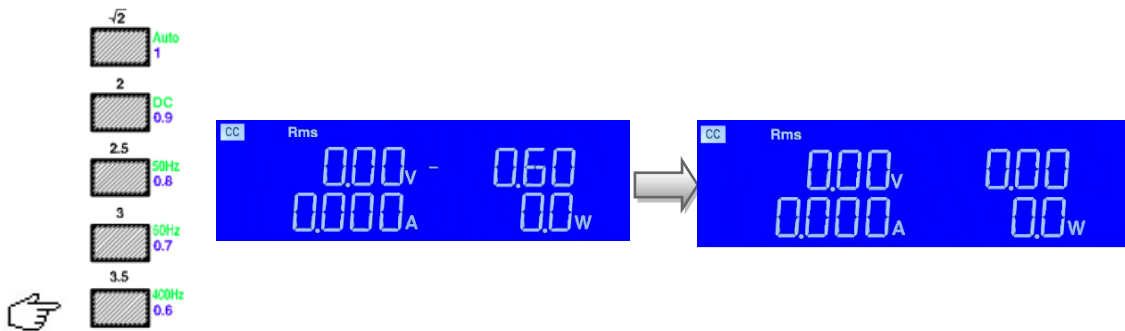 √2
Auto
1
2
DC
0.9
2.5
50Hz
0.8
3
60Hz
0.7
3.5
400Hz
0.6
CC Rms
0.00V - 0.60
0.000A 0.0W
CC Rms
0.00V 0.00
0.000A 0.0W